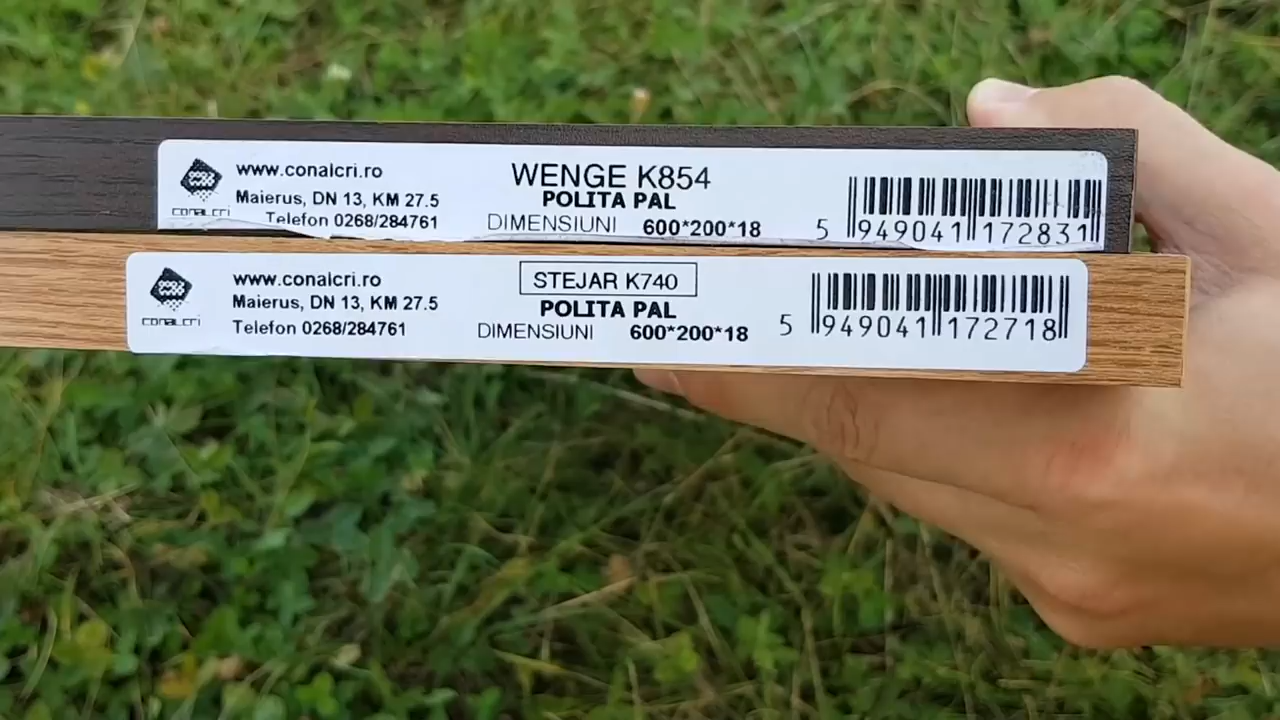 www.conalcri.ro
Maierus, DN 13, KM 27.5
Telefon 0268/284761
conalcri
WENGE K854
POLITA PAL
DIMENSIUNI 600*200*18
5 949041 172831
www.conalcri.ro
Maierus, DN 13, KM 27.5
Telefon 0268/284761
conalcri
STEJAR K740
POLITA PAL
DIMENSIUNI 600*200*18
5 949041 172718